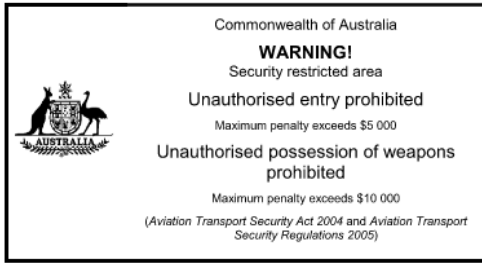 Commonwealth of Australia
WARNING!
Security restricted area
Unauthorised entry prohibited
Maximum penalty exceeds $5 000
AUSTRALIA
Unauthorised possession of weapons
prohibited
Maximum penalty exceeds $10 000
(Aviation Transport Security Act 2004 and Aviation Transport
Security Regulations 2005)